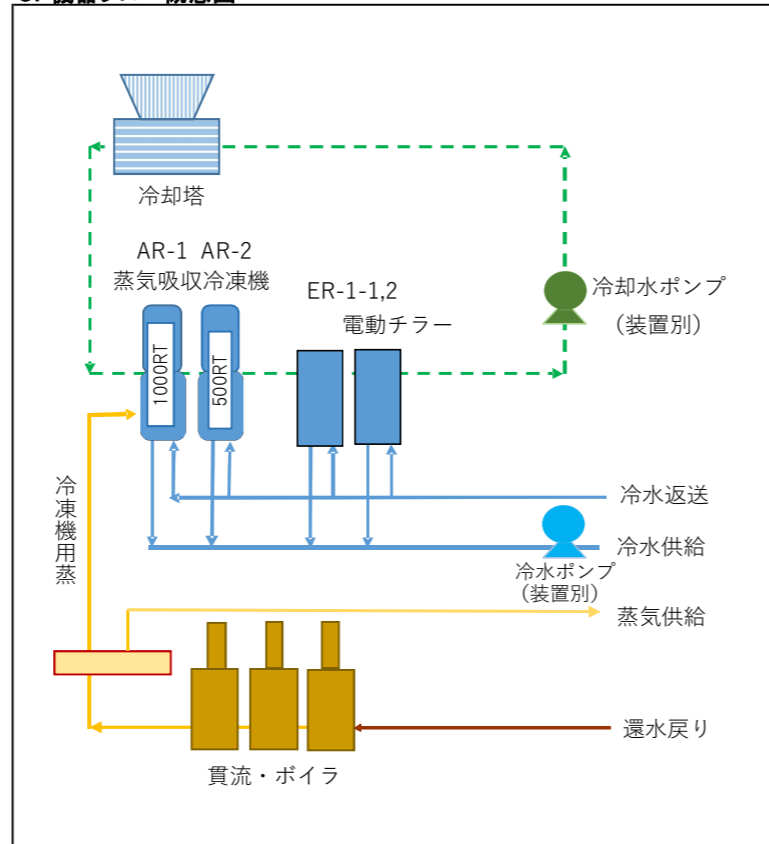 冷却塔
AR-1 AR-2
蒸気吸収冷凍機
ER-1-1,2
電動チラー
冷却水ポンプ
(装置別)
1000RT
500RT
冷凍機用蒸
冷水返送
冷水供給
冷水ポンプ
(装置別)
蒸気供給
還水戻り
貫流・ボイラ